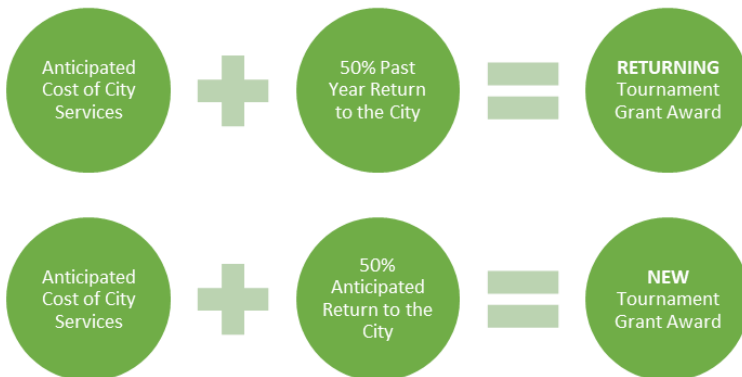 Anticipated
Cost of City
Services
50% Past
Year Return
to the City
RETURNING
Tournament
Grant Award
Anticipated
Cost of City
Services
50%
Anticipated
Return to the
City
NEW
Tournament
Grant Award